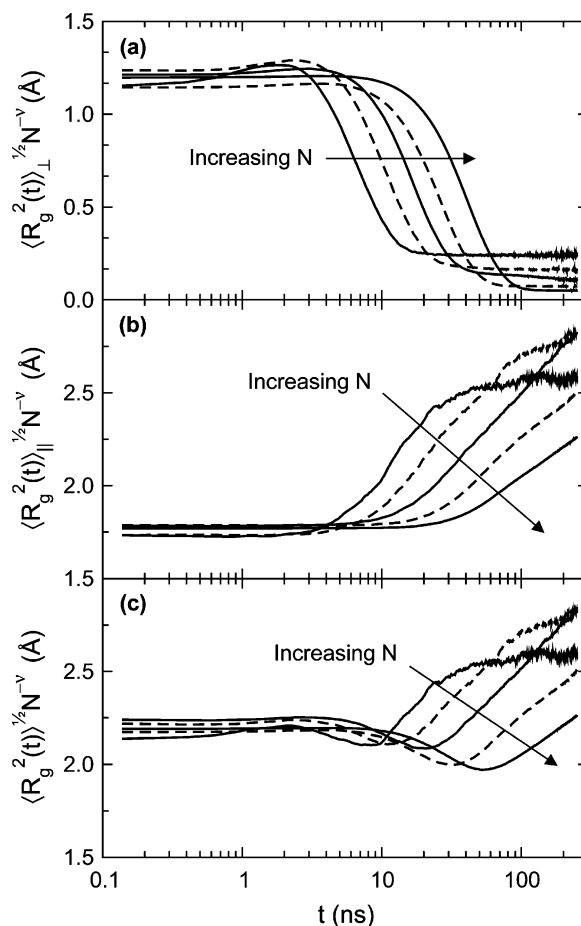 (a)
1.5
1.0
0.5
0.0
⟨R_g^2(t)⟩_⊥^½ N^−ν (Å)
Increasing N
(b)
2.5
2.0
1.5
⟨R_g^2(t)⟩_||^½ N^−ν (Å)
Increasing N
(c)
2.5
2.0
1.5
⟨R_g^2(t)⟩^½ N^−ν (Å)
Increasing N
0.1 1 10 100
t (ns)